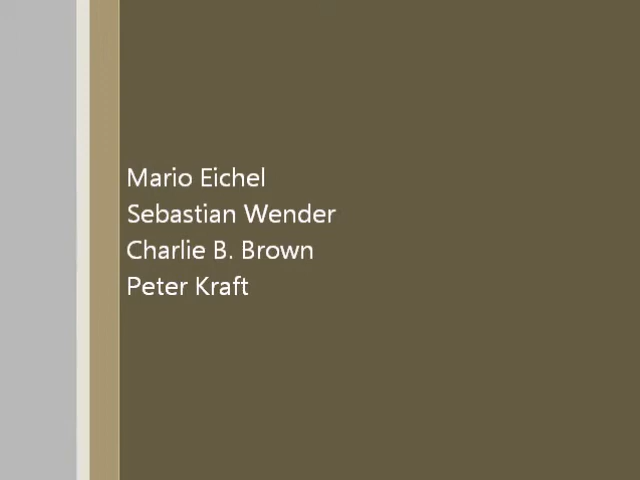 Mario Eichel
Sebastian Wender
Charlie B. Brown
Peter Kraft